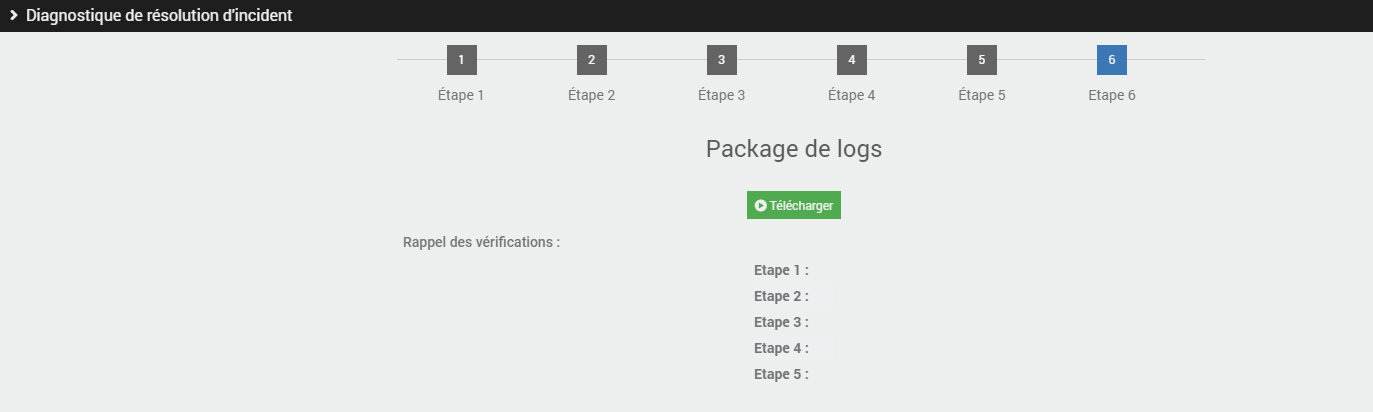 Diagnostique de résolution d'incident
1 2 3 4 5 6
Étape 1 Étape 2 Étape 3 Étape 4 Étape 5 Etape 6
Package de logs
Télécharger
Rappel des vérifications :
Etape 1 :
Etape 2 :
Etape 3 :
Etape 4 :
Etape 5 :